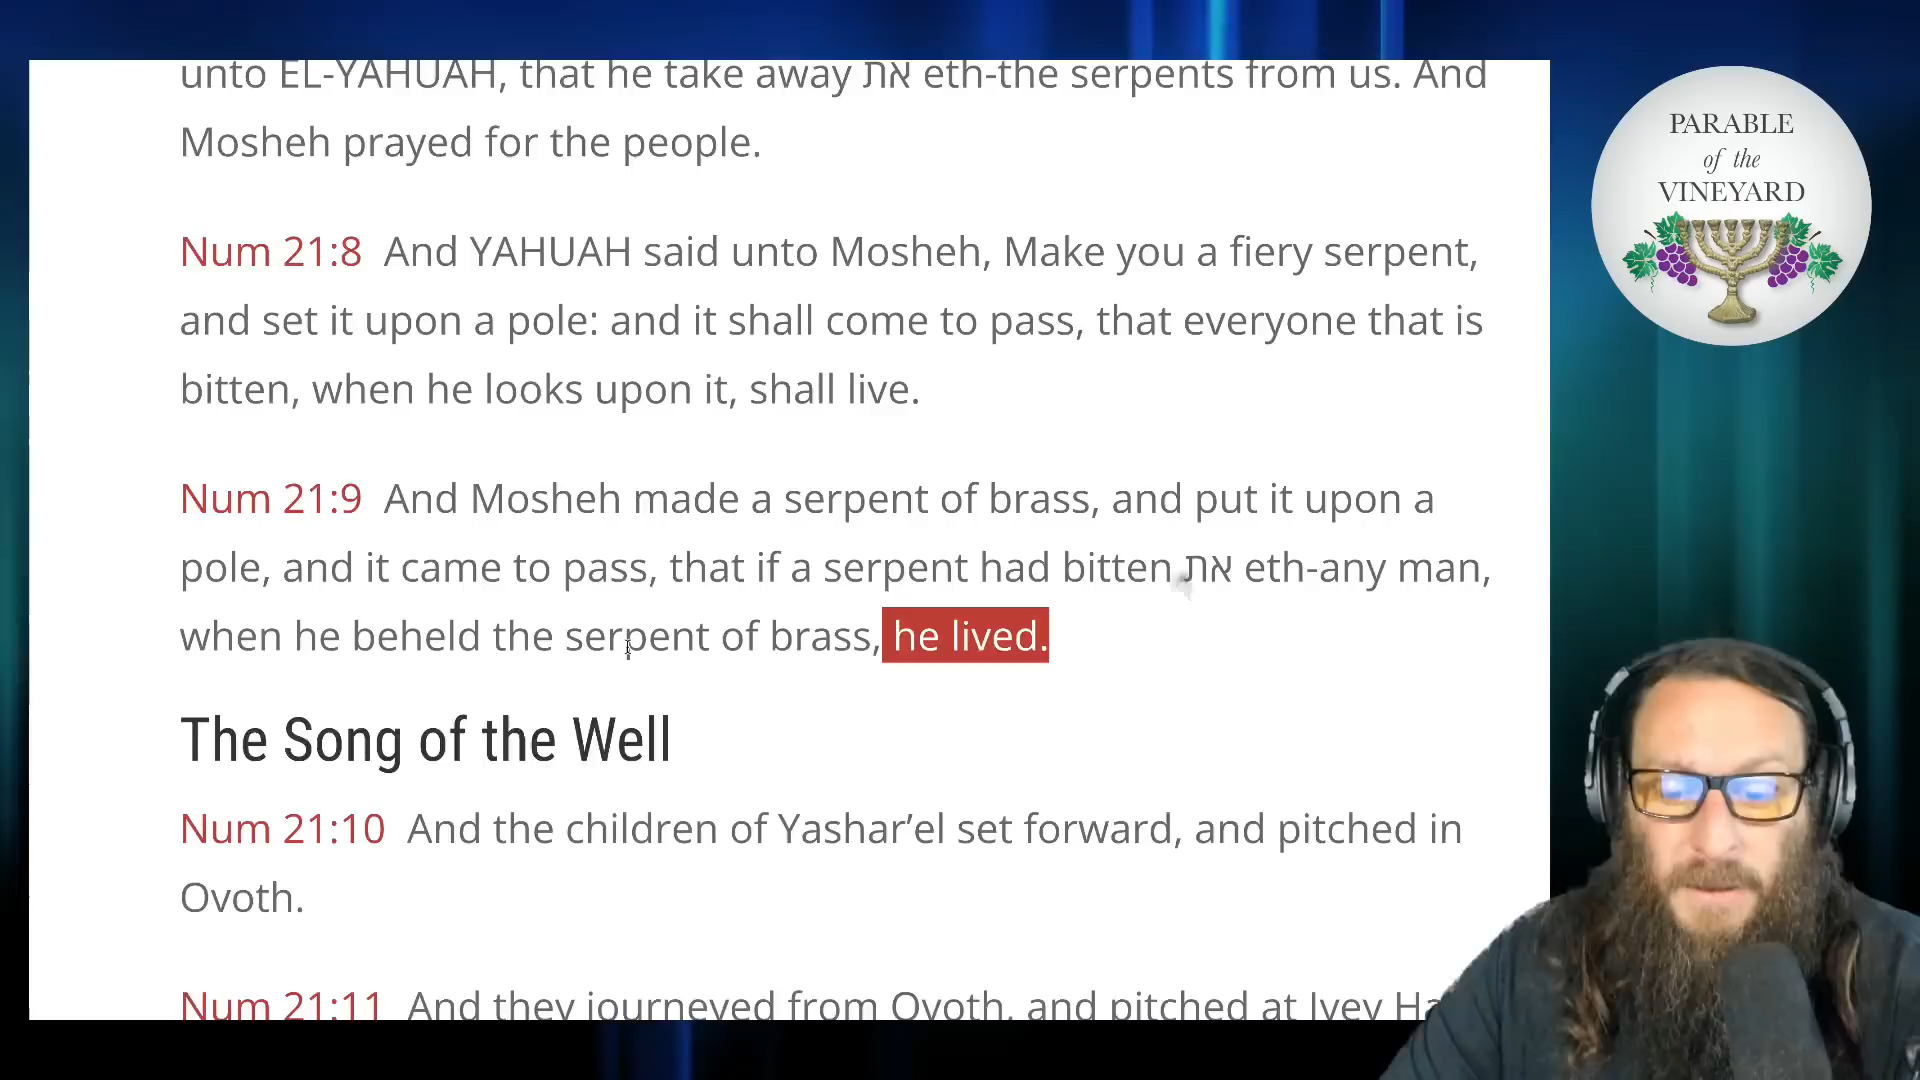 unto EL-YAHUAH, that he take away את eth-the serpents from us. And
Mosheh prayed for the people.
Num 21:8 And YAHUAH said unto Mosheh, Make you a fiery serpent,
and set it upon a pole: and it shall come to pass, that everyone that is
bitten, when he looks upon it, shall live.
Num 21:9 And Mosheh made a serpent of brass, and put it upon a
pole, and it came to pass, that if a serpent had bitten את eth-any man,
when he beheld the serpent of brass, he lived.
The Song of the Well
Num 21:10 And the children of Yashar’el set forward, and pitched in
Ovoth.
Num 21:11 And they journeyed from Ovoth, and pitched at Iyey
PARABLE
of the
VINEYARD